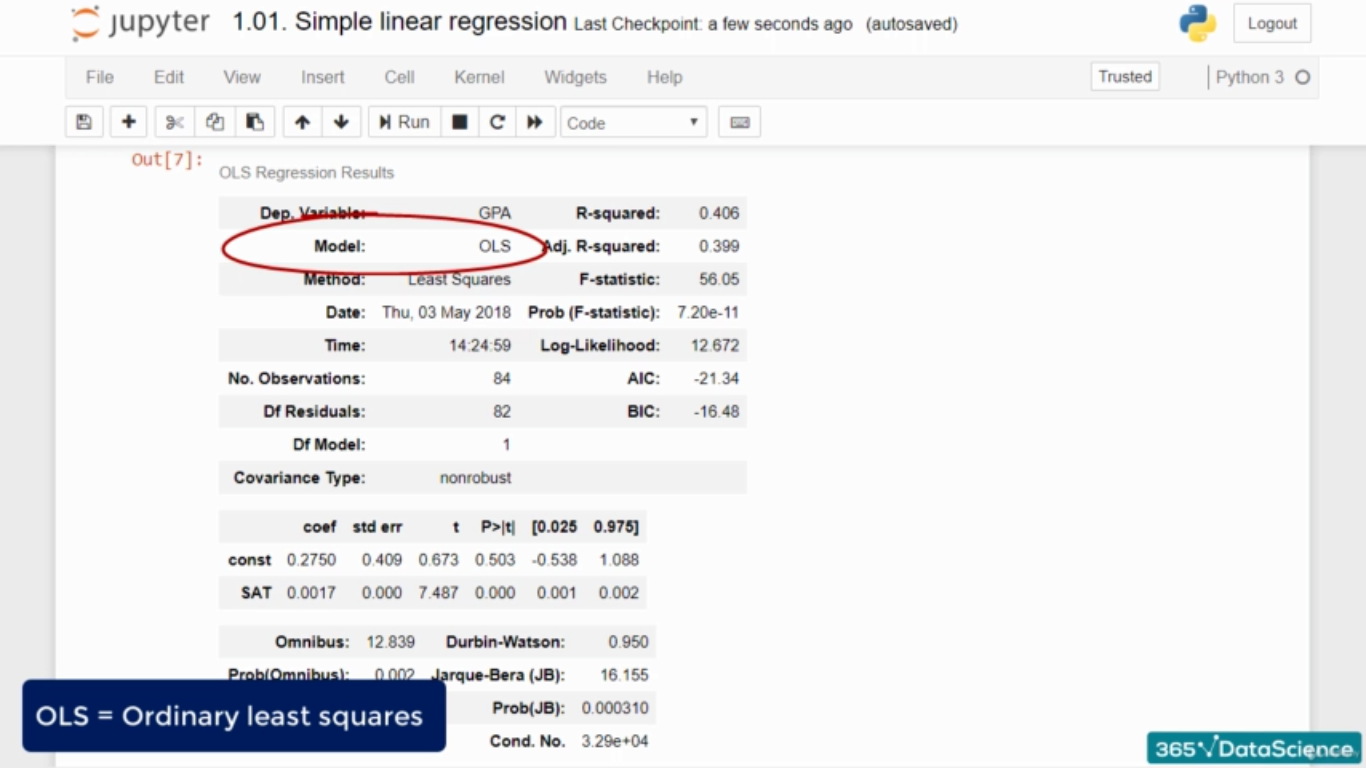 jupyter 1.01. Simple linear regression Last Checkpoint: a few seconds ago (autosaved) Logout
File Edit View Insert Cell Kernel Widgets Help Trusted Python 3
Run Code
Out[7]:
OLS Regression Results
Dep. Variable: GPA R-squared: 0.406
Model: OLS Adj. R-squared: 0.399
Method: Least Squares F-statistic: 56.05
Date: Thu, 03 May 2018 Prob (F-statistic): 7.20e-11
Time: 14:24:59 Log-Likelihood: 12.672
No. Observations: 84 AIC: -21.34
Df Residuals: 82 BIC: -16.48
Df Model: 1
Covariance Type: nonrobust
coef std err t P>|t| [0.025 0.975]
const 0.2750 0.409 0.673 0.503 -0.538 1.088
SAT 0.0017 0.000 7.487 0.000 0.001 0.002
Omnibus: 12.839 Durbin-Watson: 0.950
Prob(Omnibus): 0.002 Jarque-Bera (JB): 16.155
Prob(JB): 0.000310
Cond. No. 3.29e+04
OLS = Ordinary least squares
365 DataScience